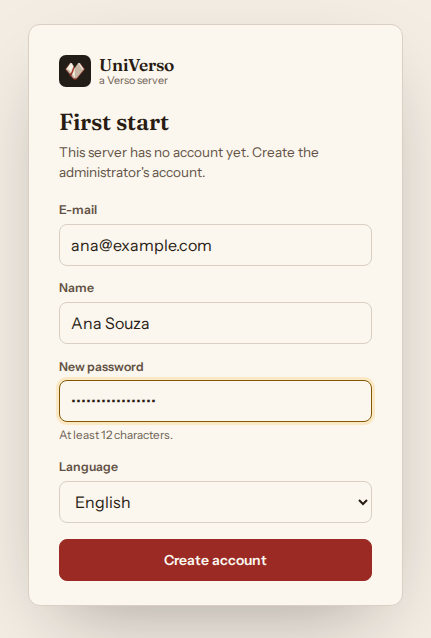 UniVerso
a Verso server
First start
This server has no account yet. Create the
administrator's account.
E-mail
ana@example.com
Name
Ana Souza
New password
•••••••••••••••••
At least 12 characters.
Language
English
Create account